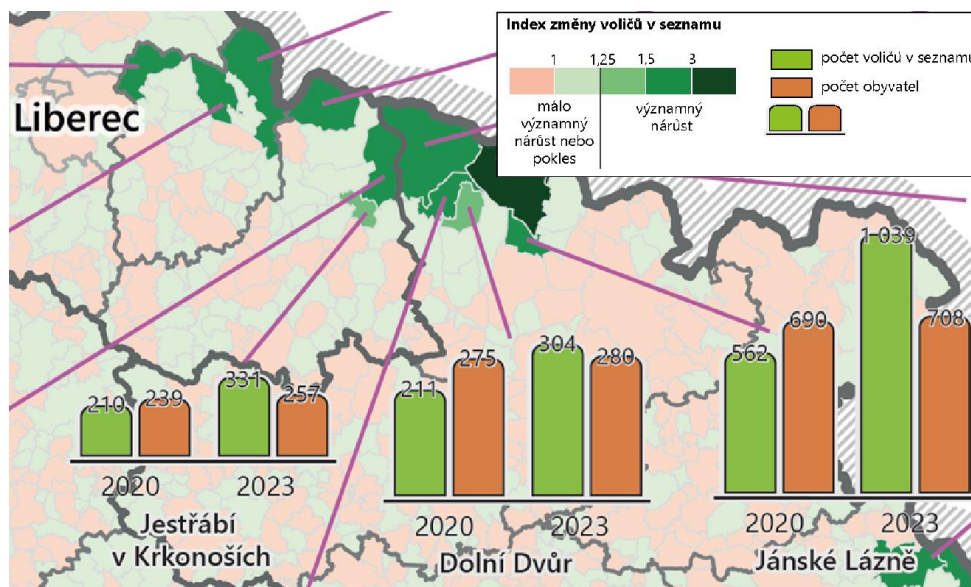 Index změny voličů v seznamu
1 1,25 1,5 3
málo
významný
nárůst nebo
pokles
významný
nárůst
počet voličů v seznamu
počet obyvatel
Liberec
210 239 331 257
2020 2023
Jestřábí
v Krkonoších
211 275 304 280
2020 2023
Dolní Dvůr
562 690 1 039 708
2020 2023
Jánské Lázně